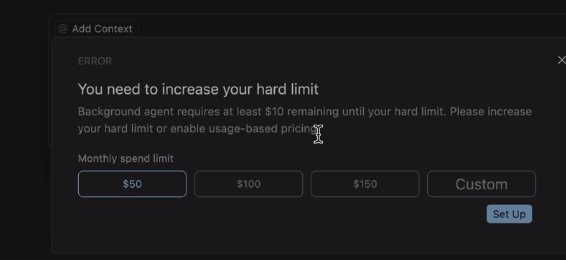 @ Add Context
ERROR
You need to increase your hard limit
Background agent requires at least $10 remaining until your hard limit. Please increase
your hard limit or enable usage-based pricing.
Monthly spend limit
$50 $100 $150 Custom
Set Up